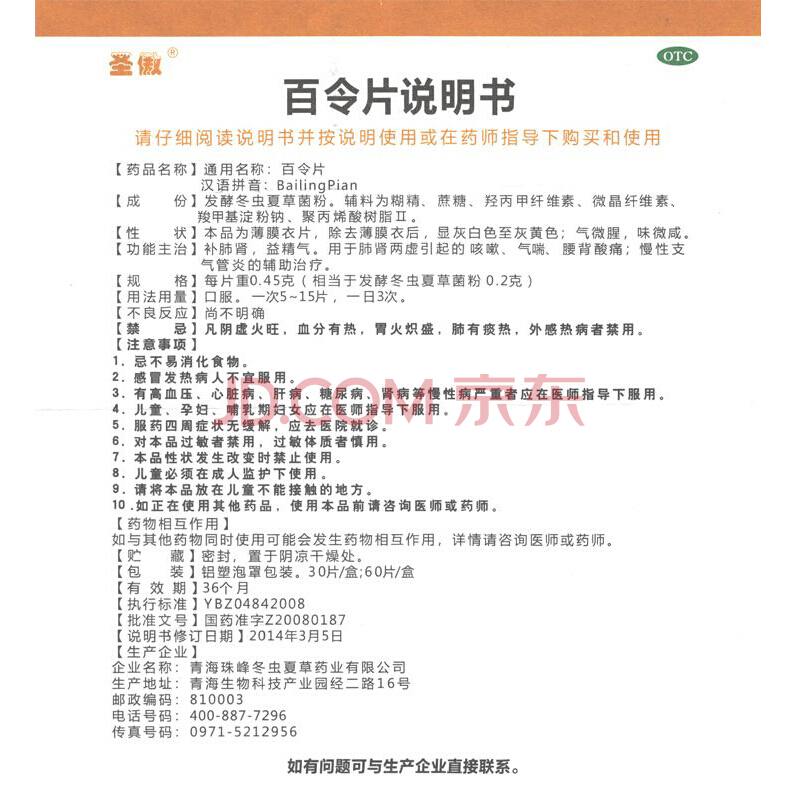 圣傲®
OTC
百令片说明书
请仔细阅读说明书并按说明使用或在药师指导下购买和使用
【药品名称】通用名称：百令片
汉语拼音：BailingPian
【成 份】发酵冬虫夏草菌粉。辅料为糊精、蔗糖、羟丙甲纤维素、微晶纤维素、
羧甲基淀粉钠、聚丙烯酸树脂Ⅱ。
【性 状】本品为薄膜衣片，除去薄膜衣后，显灰白色至灰黄色；气微腥，味微咸。
【功能主治】补肺肾，益精气。用于肺肾两虚引起的 咳嗽、气喘、腰背酸痛；慢性支
气管炎的辅助治疗。
【规 格】每片重0.45克（相当于发酵冬虫夏草菌粉 0.2克）
【用法用量】口服。一次5~15片，一日3次。
【不良反应】尚不明确
【禁 忌】凡阴虚火旺，血分有热，胃火炽盛，肺有痰热，外感热病者禁用。
【注意事项】
1．忌不易消化食物。
2．感冒发热病人不宜服用。
3．有高血压、心脏病、肝病、糖尿病、肾病等慢性病严重者应在医师指导下服用。
4．儿童、孕妇、哺乳期妇女应在医师指导下服用。
JD.COM 京东
5．服药四周症状无缓解，应去医院就诊。
6．对本品过敏者禁用，过敏体质者慎用。
7．本品性状发生改变时禁止使用。
8．儿童必须在成人监护下使用。
9．请将本品放在儿童不能接触的地方。
10.如正在使用其他药品，使用本品前请咨询医师或药师。
【药物相互作用】
如与其他药物同时使用可能会发生药物相互作用，详情请咨询医师或药师。
【贮 藏】密封，置于阴凉干燥处。
【包 装】铝塑泡罩包装。30片/盒;60片/盒
【有 效 期】36个月
【执行标准】YBZ04842008
【批准文号】国药准字Z20080187
【说明书修订日期】2014年3月5日
【生产企业】
企业名称：青海珠峰冬虫夏草药业有限公司
生产地址：青海生物科技产业园经二路16号
邮政编码：810003
电话号码：400-887-7296
传真号码：0971-5212956
如有问题可与生产企业直接联系。